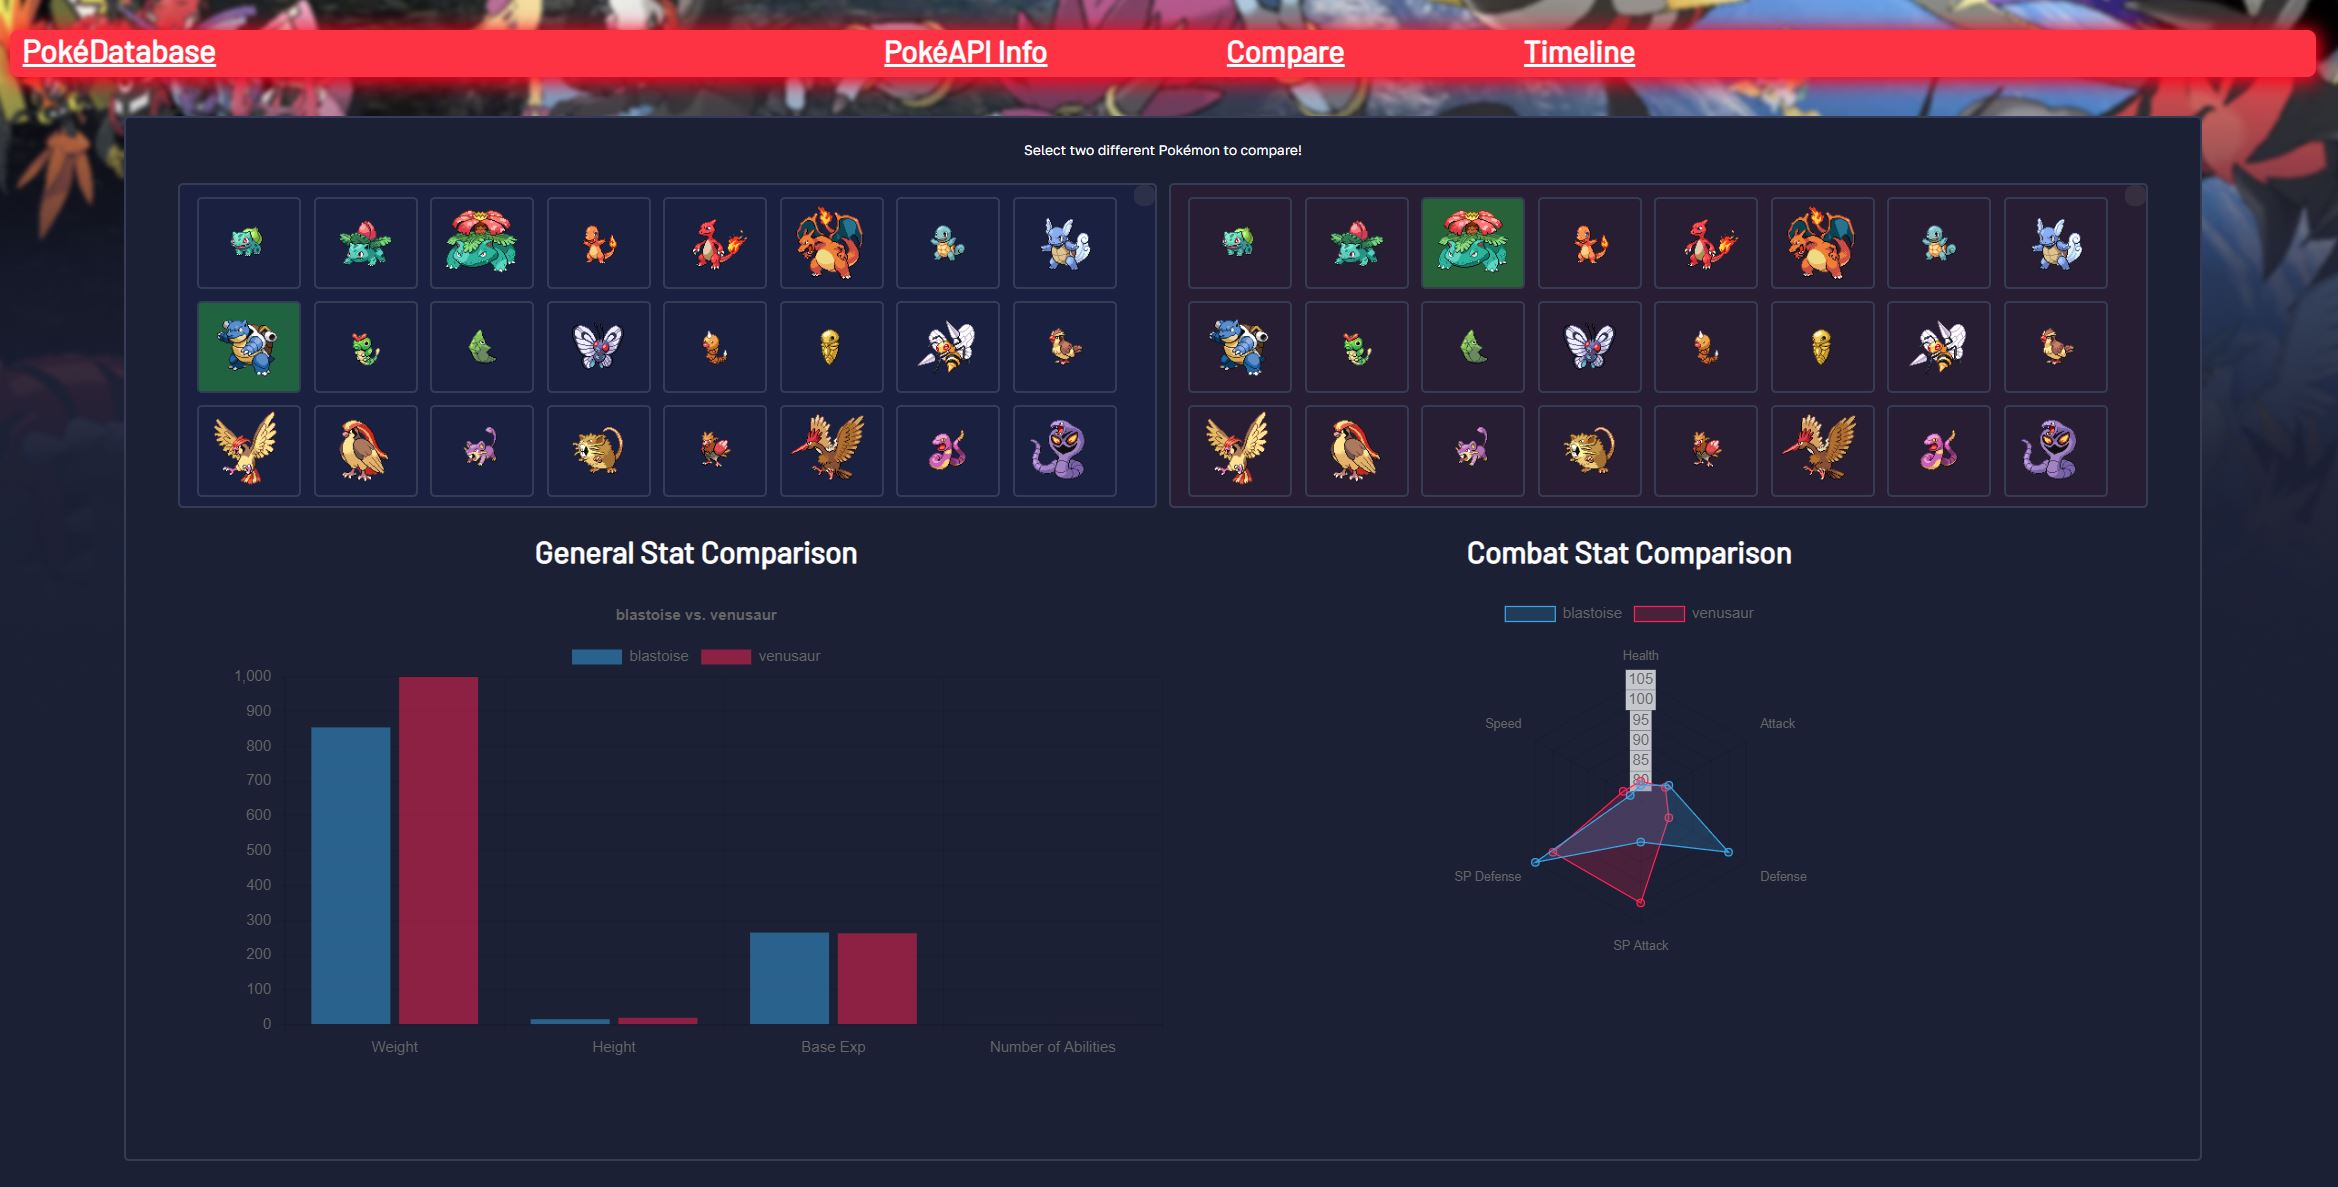 PokéDatabase
PokéAPI Info
Compare
Timeline
Select two different Pokémon to compare!
General Stat Comparison
blastoise vs. venusaur
blastoise venusaur
1,000
900
800
700
600
500
400
300
200
100
0
Weight
Height
Base Exp
Number of Abilities
Combat Stat Comparison
blastoise venusaur
Health
105
100
95
90
85
80
Speed
Attack
SP Defense
Defense
SP Attack